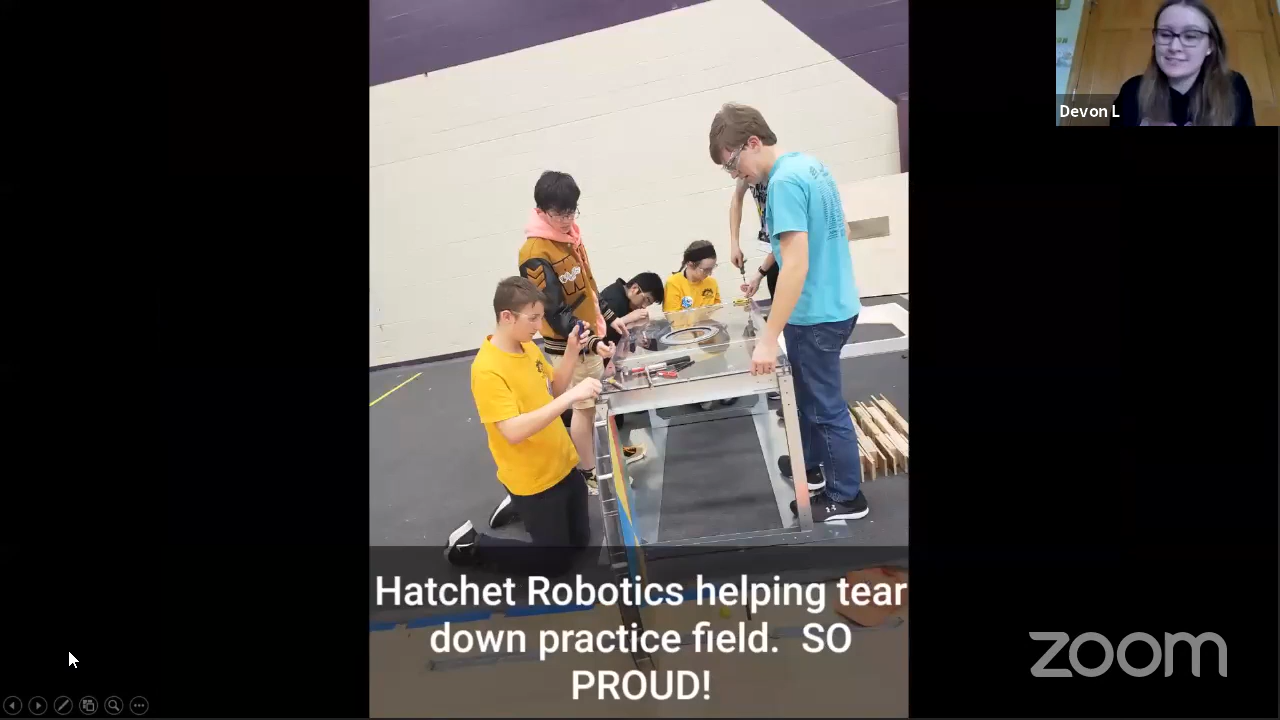 Devon L
Hatchet Robotics helping tear
down practice field.  SO
PROUD!
zoom